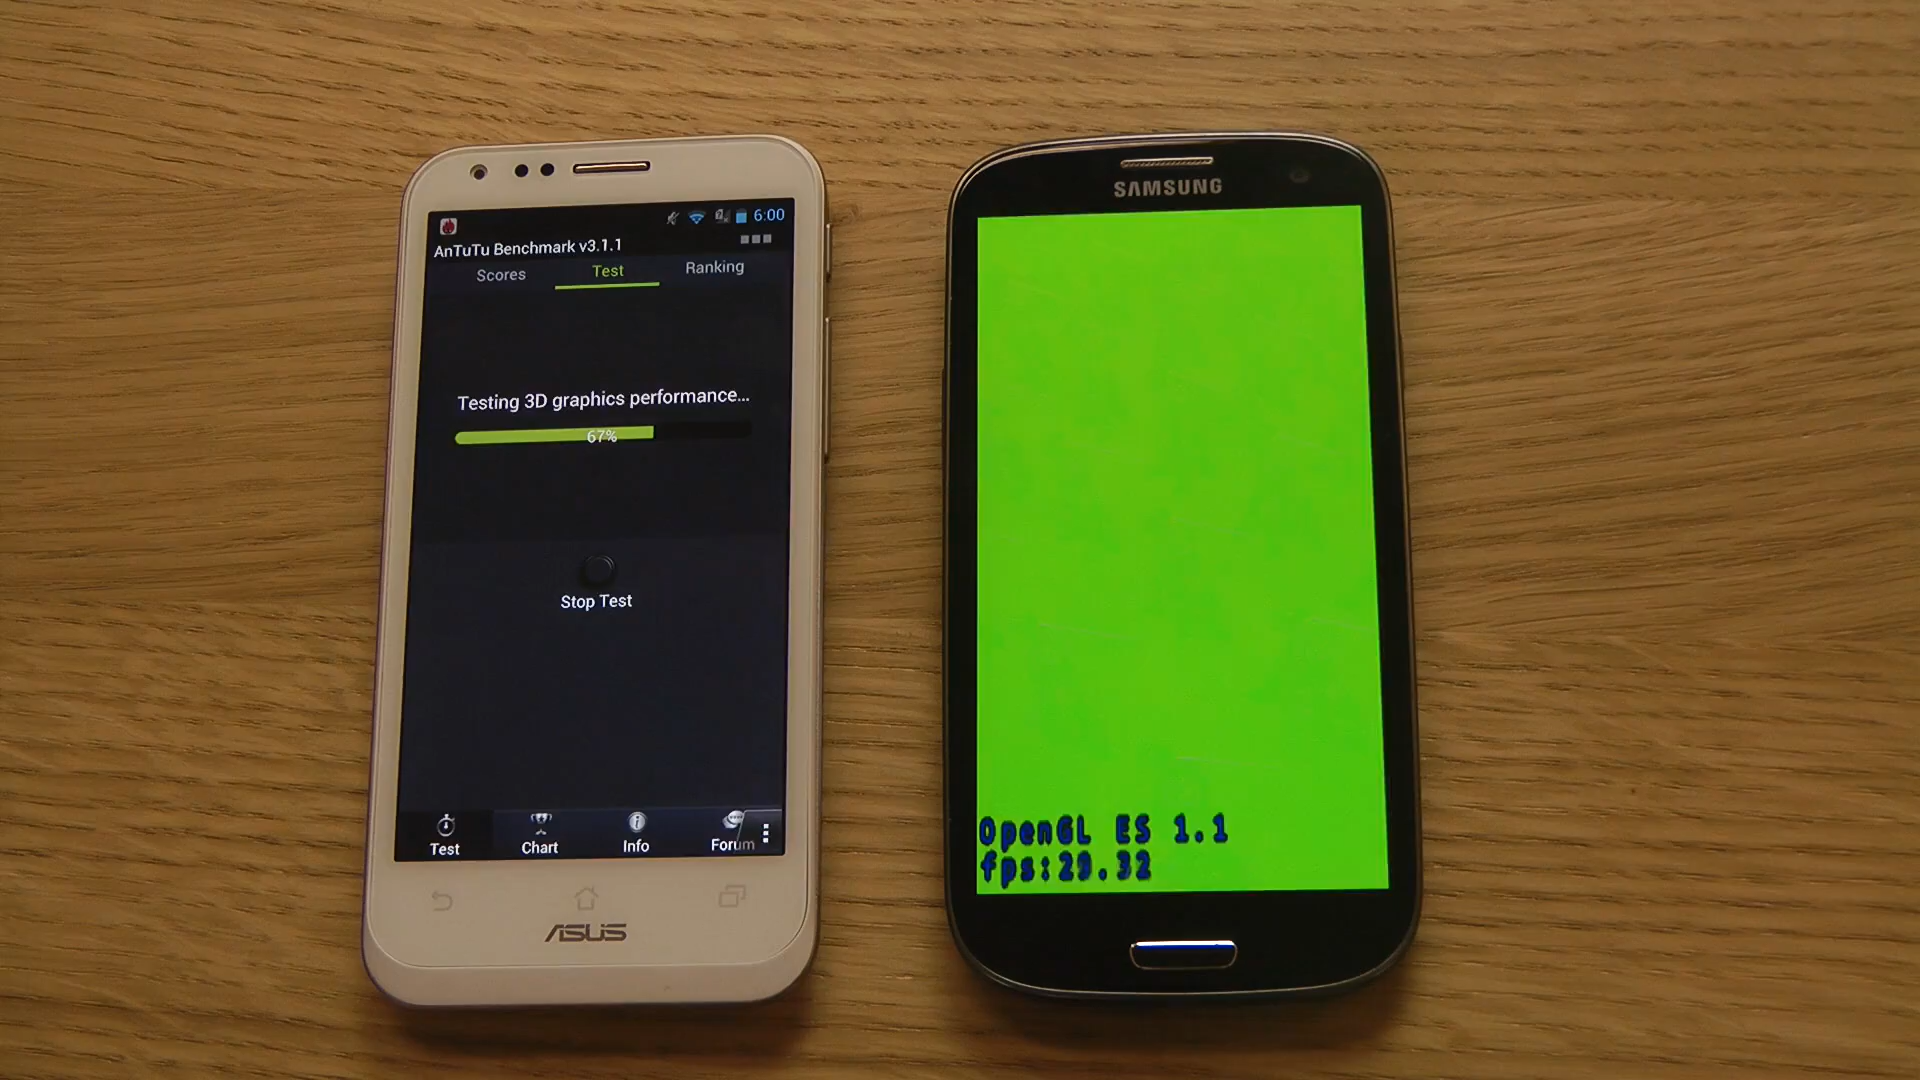 6:00
AnTuTu Benchmark v3.1.1
Scores Test Ranking
Testing 3D graphics performance...
67%
Stop Test
Test Chart Info Forum
ASUS
SAMSUNG
OpenGL ES 1.1
fps:29.32